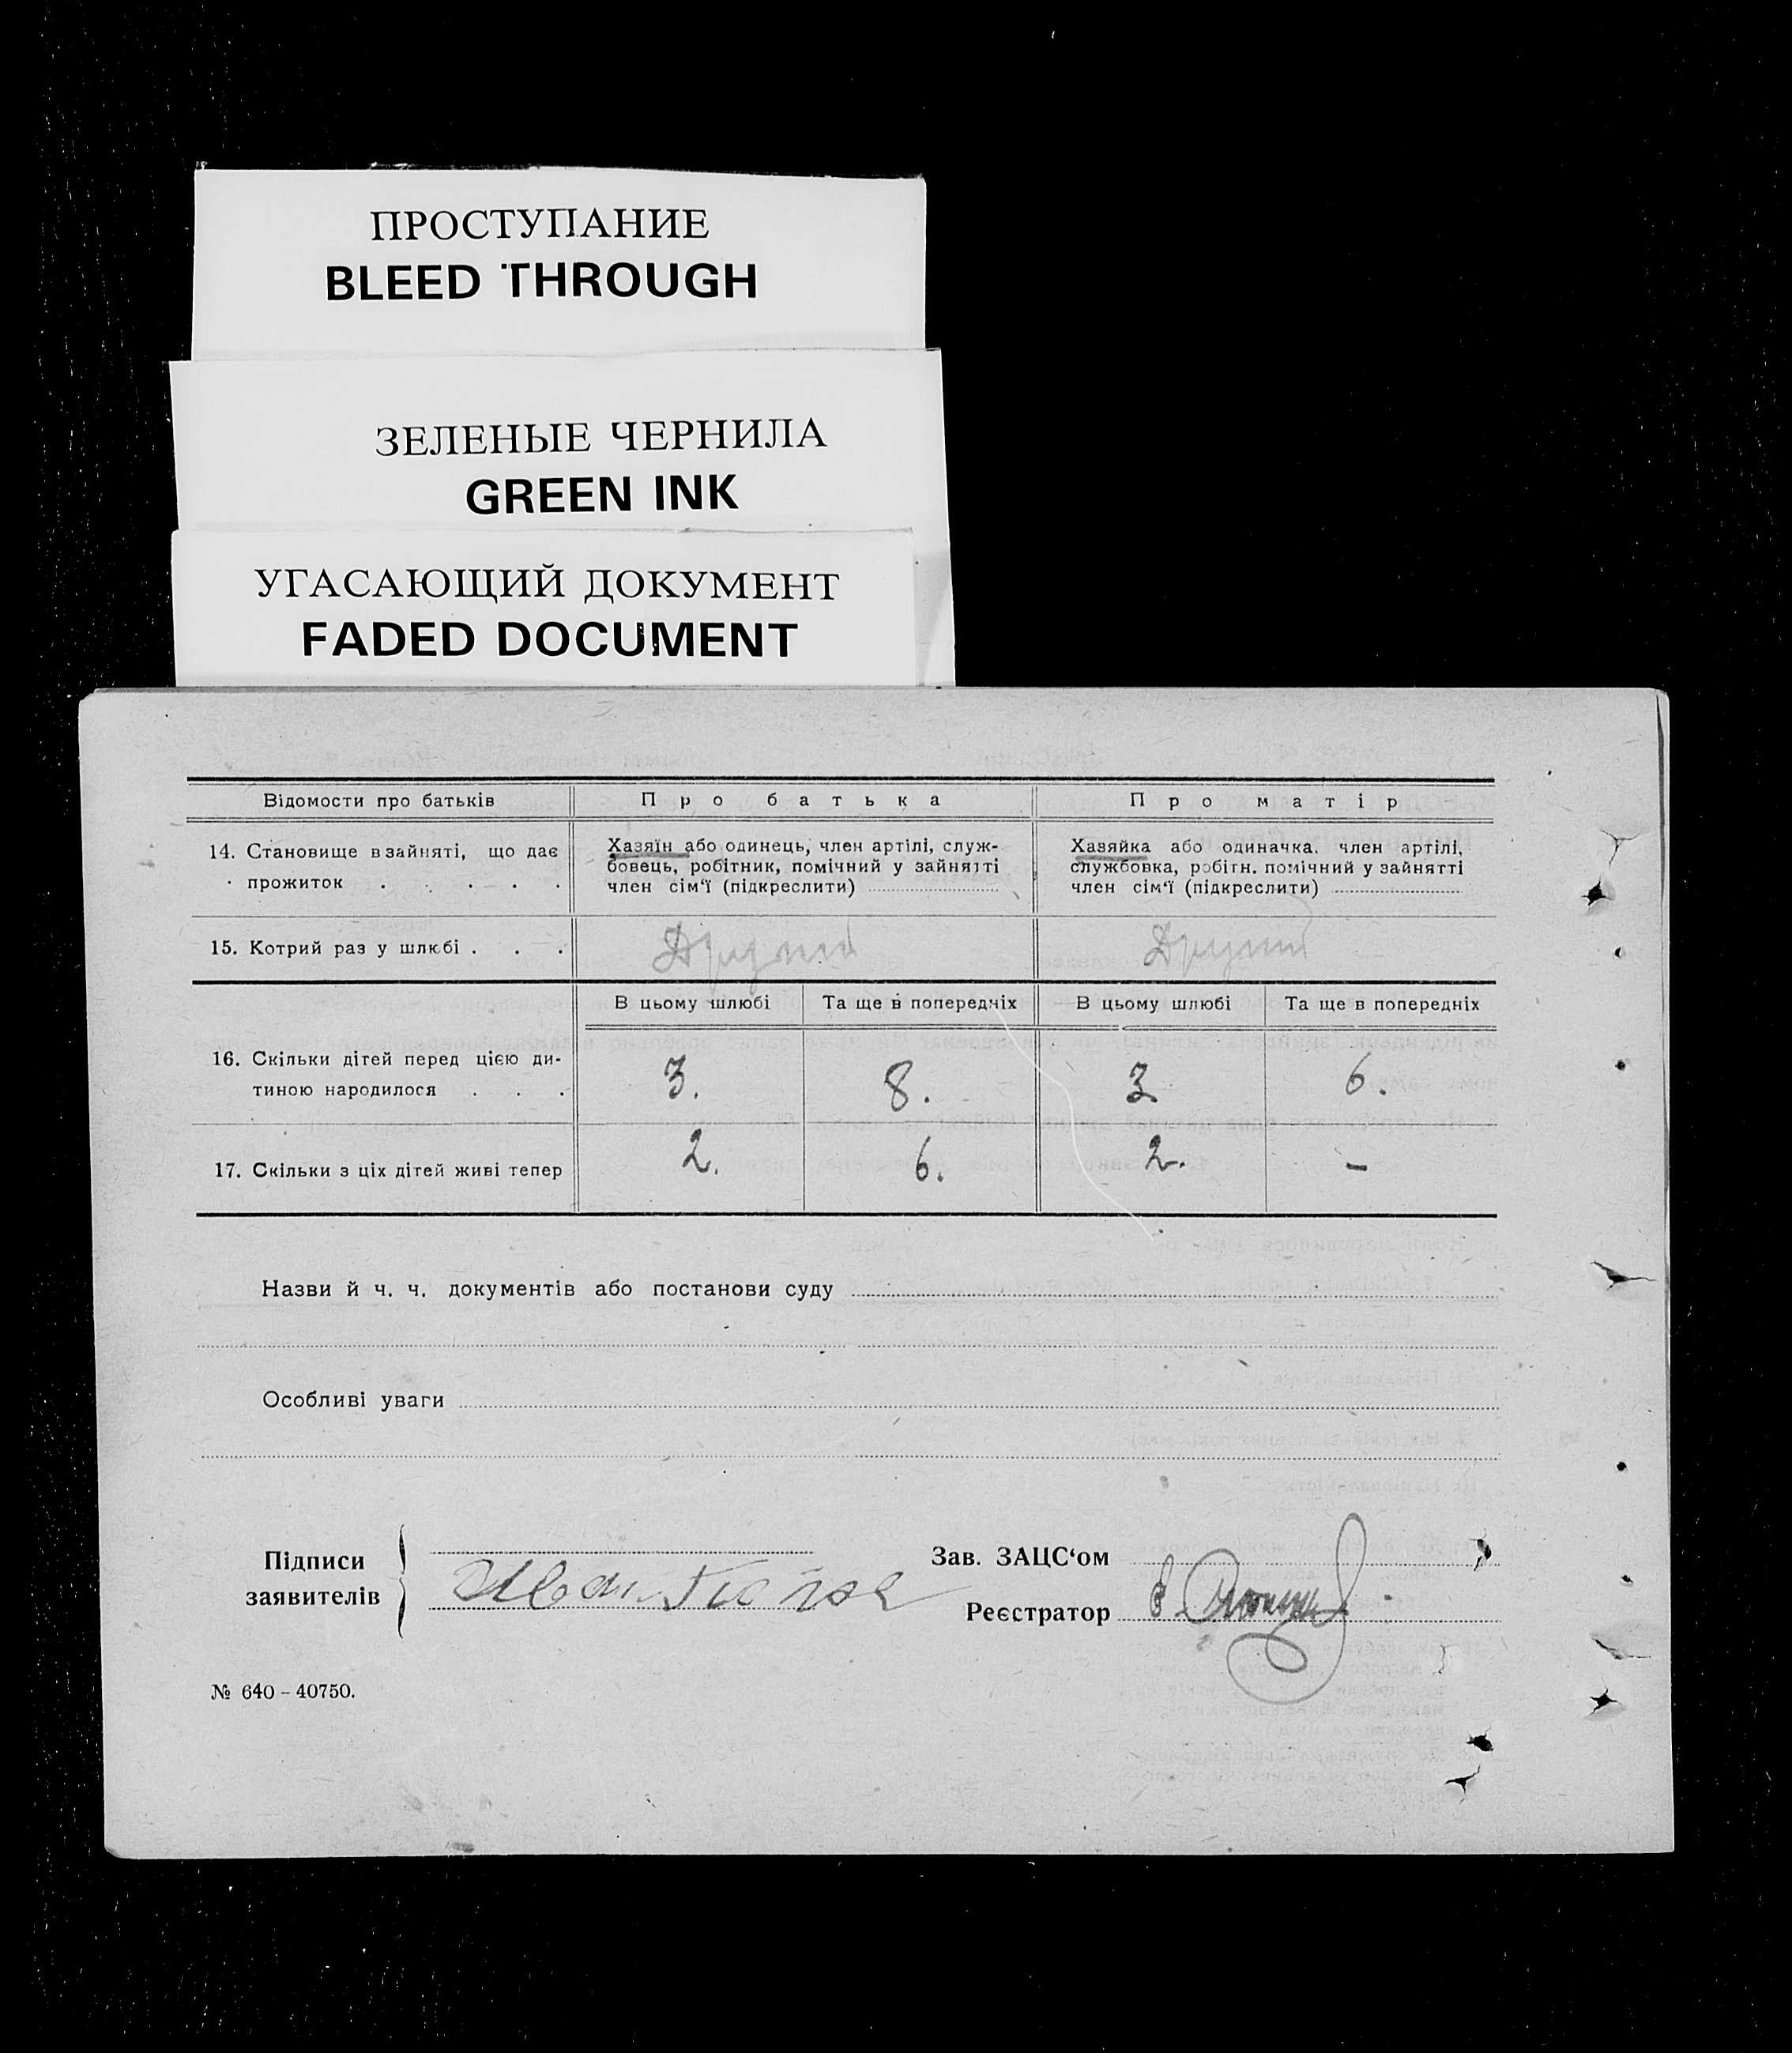 ПРОСТУПАНИЕ
BLEED THROUGH
ЗЕЛЕНЫЕ ЧЕРНИЛА
GREEN INK
УГАСАЮЩИЙ ДОКУМЕНТ
FADED DOCUMENT
Відомости про батьків
Про батька
Про матір
14. Становище в зайняті, що дає
прожиток . . . . .
Хазяїн або одинець, член артілі, служ-
бовець, робітник, помічний у зайнятті
член сім'ї (підкреслити)
Хазяйка або одиначка, член артілі,
службовка, робітн. помічний у зайнятті
член сім'ї (підкреслити)
15. Котрий раз у шлюбі . . .
Другий
Другий
В цьому шлюбі
Та ще в попередніх
В цьому шлюбі
Та ще в попередніх
16. Скільки дітей перед цією ди-
тиною народилося . . .
3.
8.
3
6.
17. Скільки з ціх дітей живі тепер
2.
6.
2.
–
Назви й ч. ч. документів або постанови суду
Особливі уваги
Підписи
заявителів
Иван
Зав. ЗАЦС‘ом
Реєстратор
№ 640 – 40750.